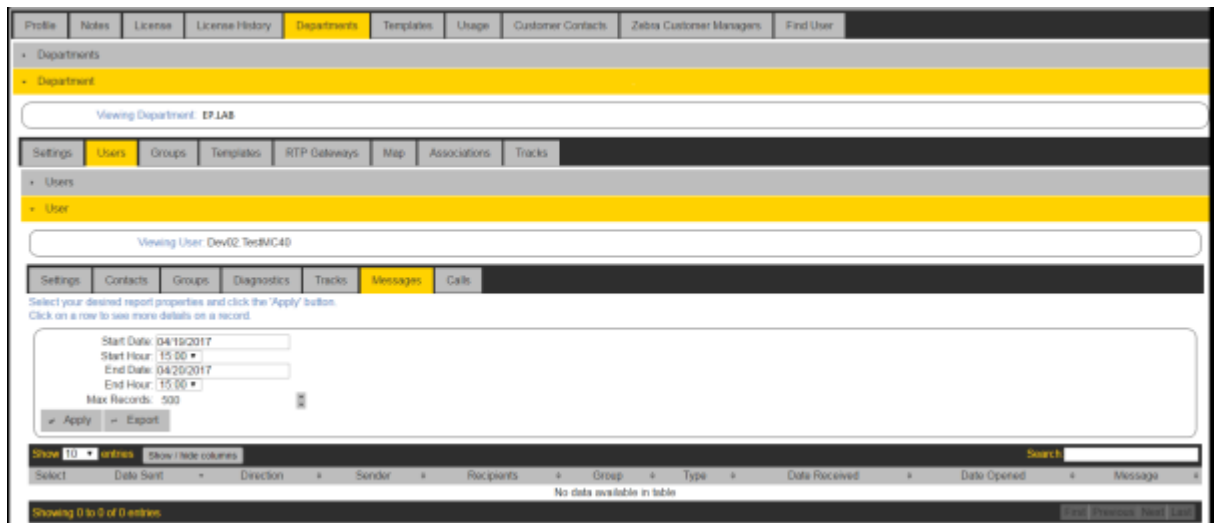 Profile Notes License License History Departments Templates Usage Customer Contacts Zebra Customer Managers Find User
Departments
Department
Viewing Department: EP.LAB
Settings Users Groups Templates RTP Gateways Map Associations Tracks
Users
User
Viewing User: Dev02.TestMC40
Settings Contacts Groups Diagnostics Tracks Messages Calls
Select your desired report properties and click the 'Apply' button.
Click on a row to see more details on a record.
Start Date: 04/19/2017
Start Hour: 15:00
End Date: 04/20/2017
End Hour: 15:00
Max Records: 500
Apply Export
Show 10 entries Show / hide columns Search
Select Date Sent Direction Sender Recipients Group Type Date Received Date Opened Message
No data available in table
Showing 0 to 0 of 0 entries First Previous Next Last